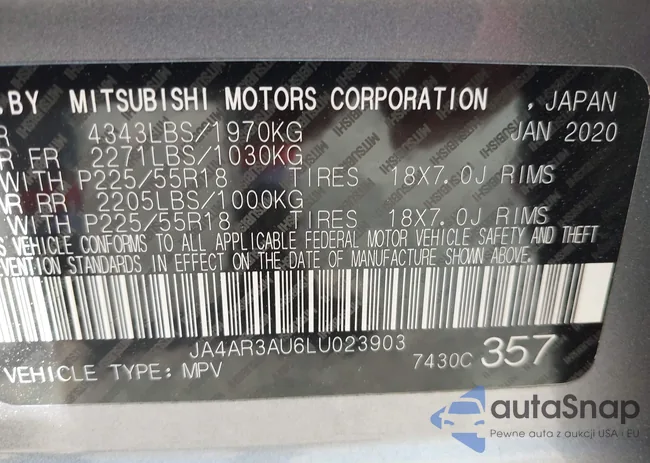 .BY MITSUBISHI MOTORS CORPORATION , JAPAN
R 4343LBS/1970KG JAN 2020
R FR 2271LBS/1030KG
WITH P225/55R18 TIRES 18X7.0J RIMS
R RR 2205LBS/1000KG
WITH P225/55R18 TIRES 18X7.0J RIMS
S VEHICLE CONFORMS TO ALL APPLICABLE FEDERAL MOTOR VEHICLE SAFETY AND THEFT
EVENTION STANDARDS IN EFFECT ON THE DATE OF MANUFACTURE SHOWN ABOVE.
JA4AR3AU6LU023903
VEHICLE TYPE: MPV 7430C 357
autaSnap
Pewne auta z aukcji USA i EU